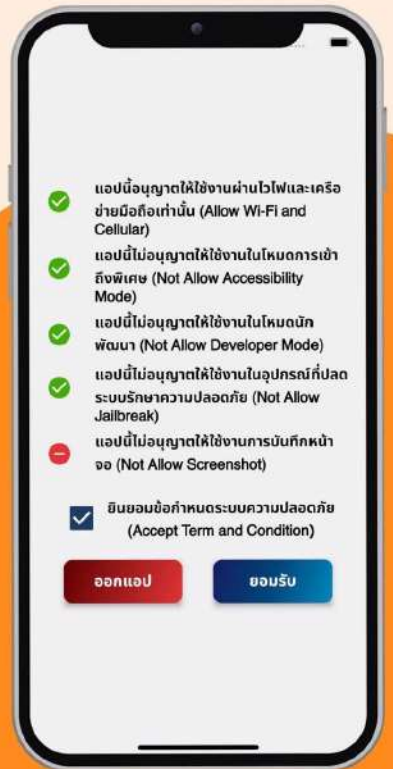 แอปนี้อนุญาตให้ใช้งานผ่านไวไฟและเครือ
ข่ายมือถือเท่านั้น (Allow Wi-Fi and
Cellular)
แอปนี้ไม่อนุญาตให้ใช้งานในโหมดการเข้า
ถึงพิเศษ (Not Allow Accessibility
Mode)
แอปนี้ไม่อนุญาตให้ใช้งานในโหมดนัก
พัฒนา (Not Allow Developer Mode)
แอปนี้ไม่อนุญาตให้ใช้งานในอุปกรณ์ที่ปลด
ระบบรักษาความปลอดภัย (Not Allow
Jailbreak)
แอปนี้ไม่อนุญาตให้ใช้งานการบันทึกหน้า
จอ (Not Allow Screenshot)
ยินยอมข้อกำหนดระบบความปลอดภัย
(Accept Term and Condition)
ออกแอป
ยอมรับ